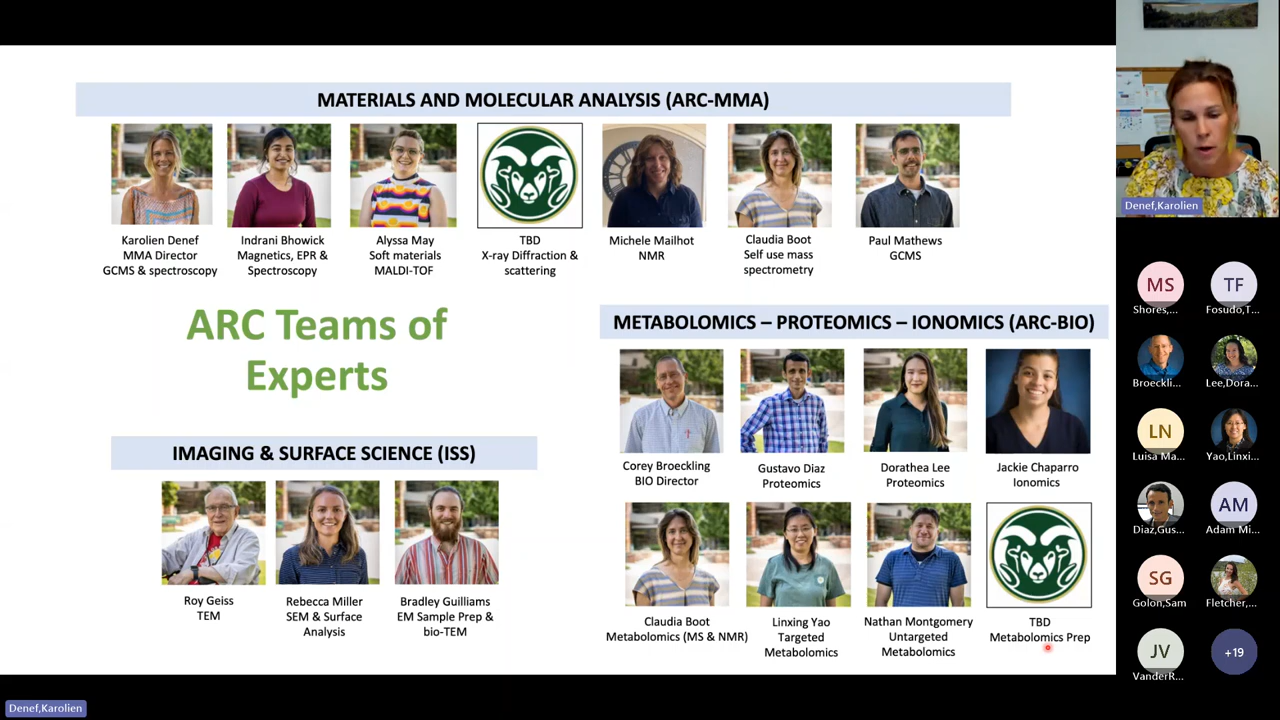 MATERIALS AND MOLECULAR ANALYSIS (ARC-MMA)
Karolien Denef
MMA Director
GCMS & spectroscopy
Indrani Bhowick
Magnetics, EPR &
Spectroscopy
Alyssa May
Soft materials
MALDI-TOF
TBD
X-ray Diffraction &
scattering
Michele Mailhot
NMR
Claudia Boot
Self use mass
spectrometry
Paul Mathews
GCMS
ARC Teams of
Experts
METABOLOMICS – PROTEOMICS – IONOMICS (ARC-BIO)
Corey Broeckling
BIO Director
Gustavo Diaz
Proteomics
Dorathea Lee
Proteomics
Jackie Chaparro
Ionomics
Claudia Boot
Metabolomics (MS & NMR)
Linxing Yao
Targeted
Metabolomics
Nathan Montgomery
Untargeted
Metabolomics
TBD
Metabolomics Prep
IMAGING & SURFACE SCIENCE (ISS)
Roy Geiss
TEM
Rebecca Miller
SEM & Surface
Analysis
Bradley Guilliams
EM Sample Prep &
bio-TEM
Denef,Karolien
MS
Shores,...
TF
Fosudo,T...
Broeckli...
Lee,Dora...
LN
Luisa Ma...
Yao,Linxi...
Diaz,Gus...
AM
Adam Mi...
SG
Golon,Sam
Fletcher,...
JV
VanderR...
+19
Denef,Karolien